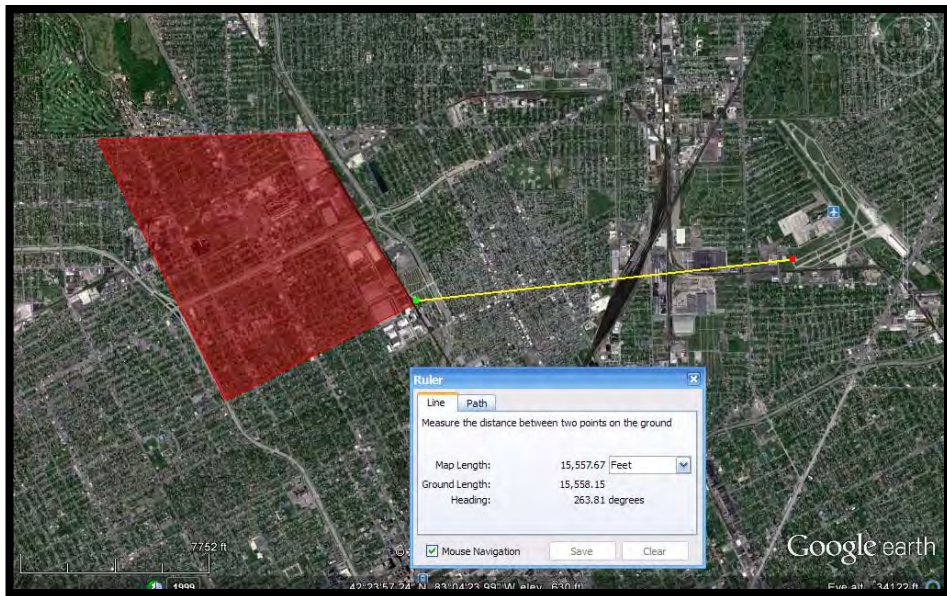 Ruler
Line Path
Measure the distance between two points on the ground
Map Length: 15,557.67 Feet
Ground Length: 15,558.15
Heading: 263.81 degrees
Mouse Navigation Save Clear
7752 ft
Google earth
1999
42°23'57.24" N 83°04'23.99" W elev 630 ft
Eye alt 34122 ft